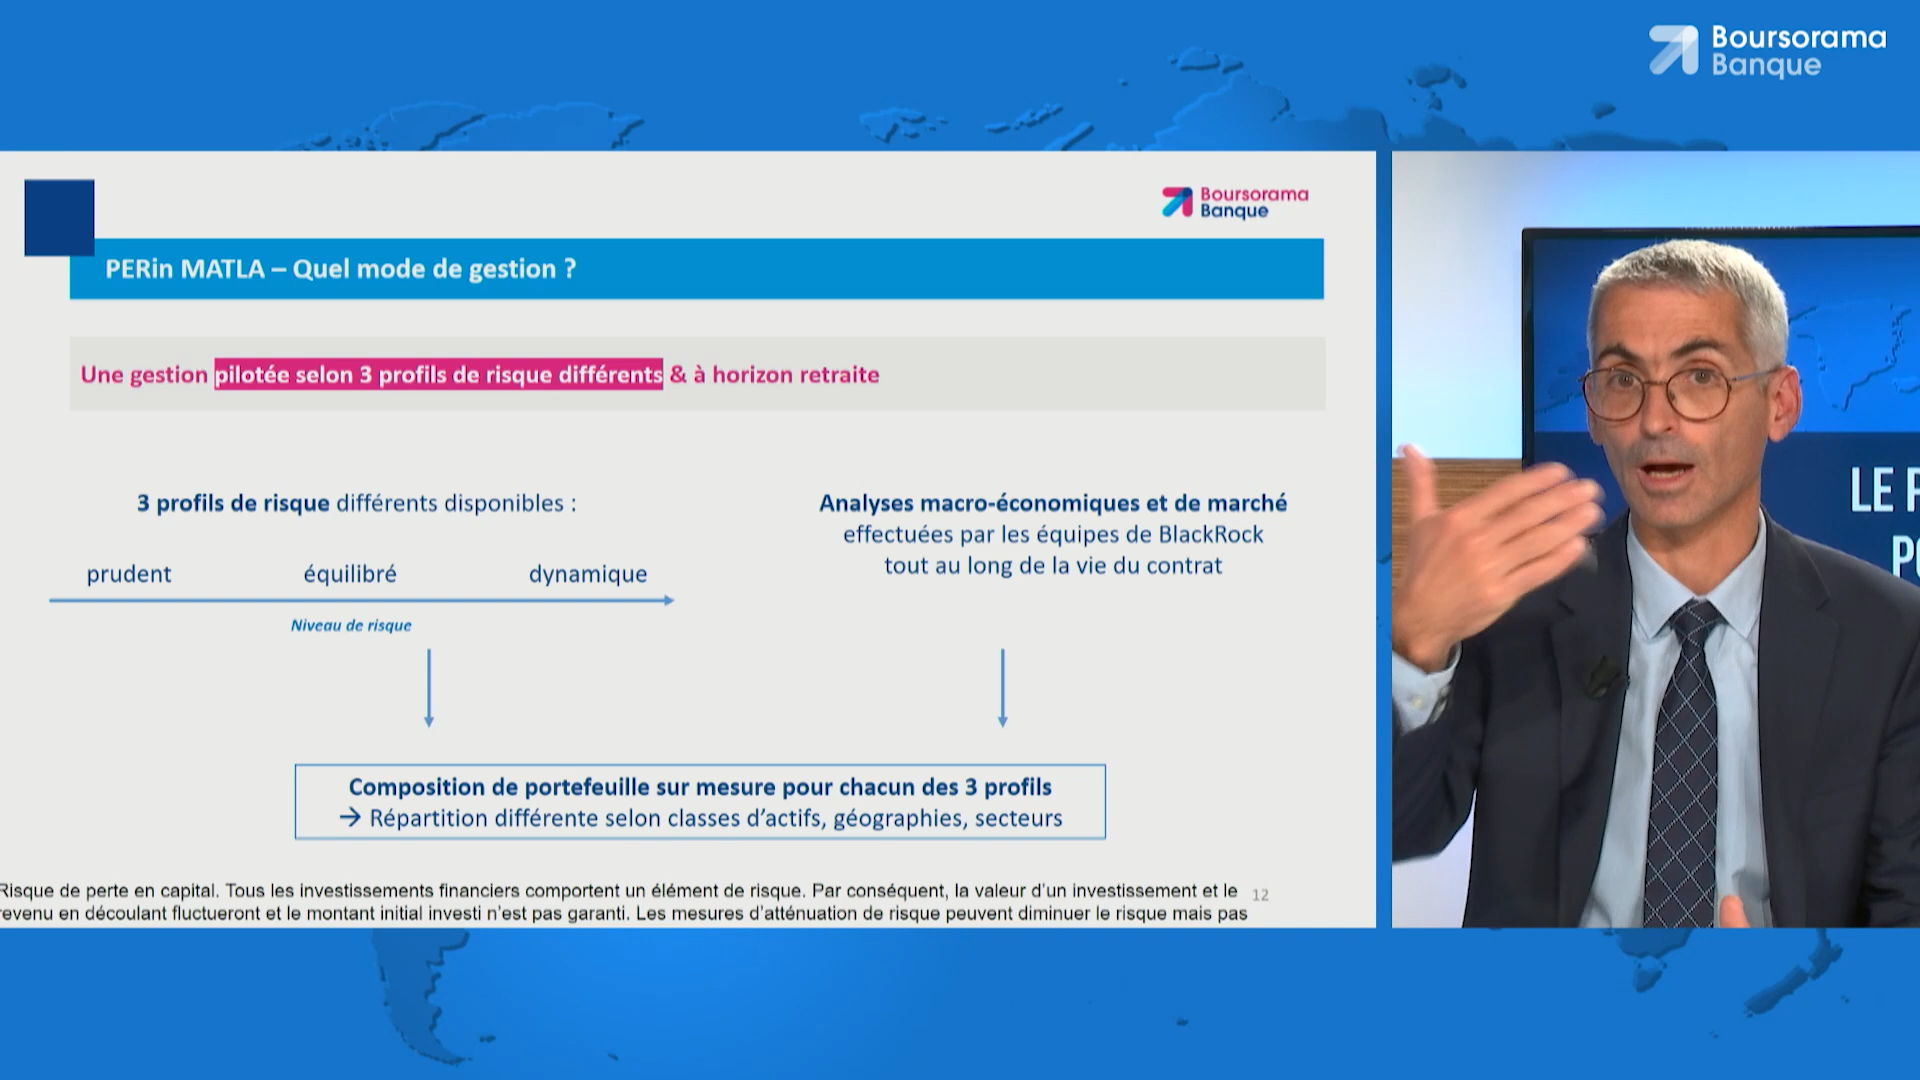 Boursorama
Banque
Boursorama
Banque
PERin MATLA – Quel mode de gestion ?
Une gestion pilotée selon 3 profils de risque différents & à horizon retraite
3 profils de risque différents disponibles :
prudent équilibré dynamique
Niveau de risque
Analyses macro-économiques et de marché
effectuées par les équipes de BlackRock
tout au long de la vie du contrat
Composition de portefeuille sur mesure pour chacun des 3 profils
→ Répartition différente selon classes d’actifs, géographies, secteurs
Risque de perte en capital. Tous les investissements financiers comportent un élément de risque. Par conséquent, la valeur d’un investissement et le
revenu en découlant fluctueront et le montant initial investi n’est pas garanti. Les mesures d’atténuation de risque peuvent diminuer le risque mais pas
12
LE